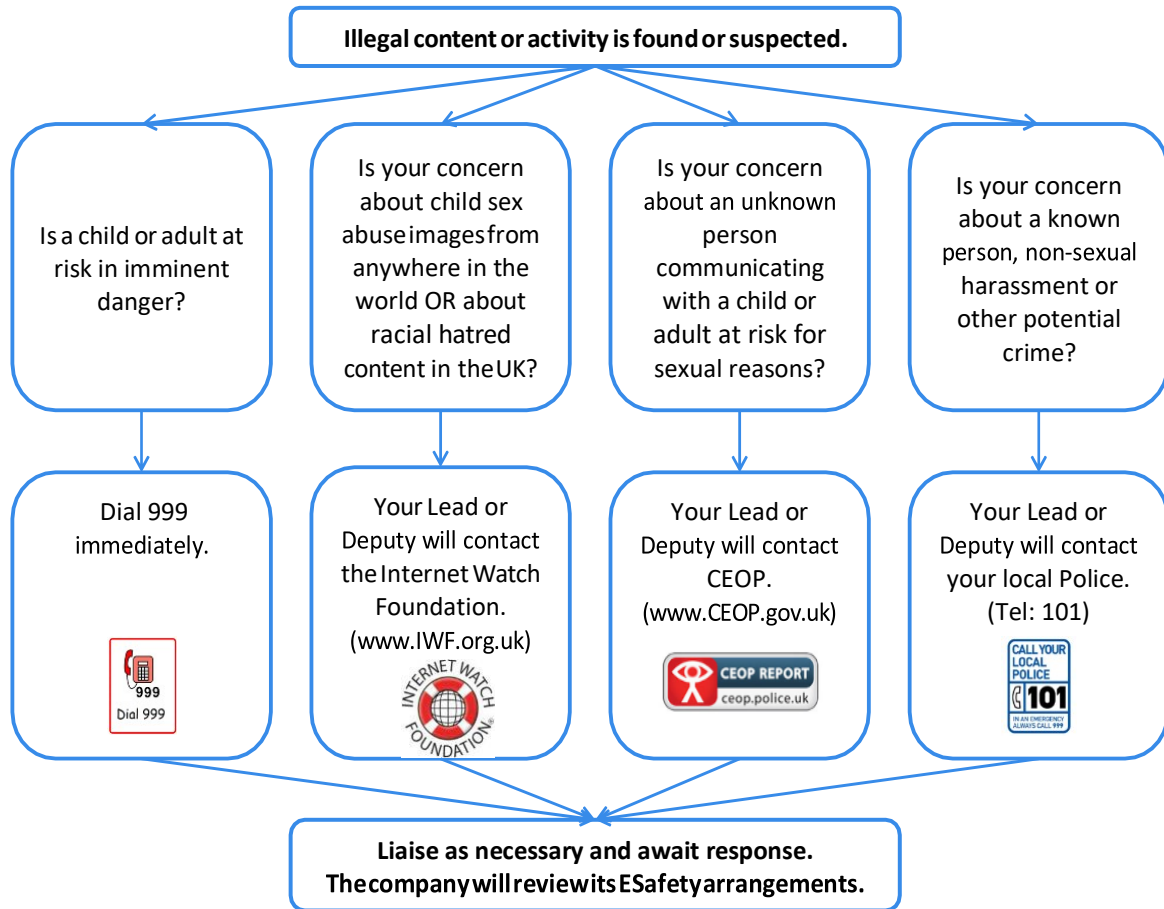 Illegal content or activity is found or suspected.
Is a child or adult at
risk in imminent
danger?
Is your concern
about child sex
abuse images from
anywhere in the
world OR about
racial hatred
content in the UK?
Is your concern
about an unknown
person
communicating
with a child or
adult at risk for
sexual reasons?
Is your concern
about a known
person, non-sexual
harassment or
other potential
crime?
Dial 999
immediately.
999
Dial 999
Your Lead or
Deputy will contact
the Internet Watch
Foundation.
(www.IWF.org.uk)
INTERNET WATCH
FOUNDATION®
Your Lead or
Deputy will contact
CEOP.
(www.CEOP.gov.uk)
CEOP REPORT
ceop.police.uk
Your Lead or
Deputy will contact
your local Police.
(Tel: 101)
CALL YOUR
LOCAL
POLICE
101
IN AN EMERGENCY
ALWAYS CALL 999
Liaise as necessary and await response.
The company will review its ESafety arrangements.